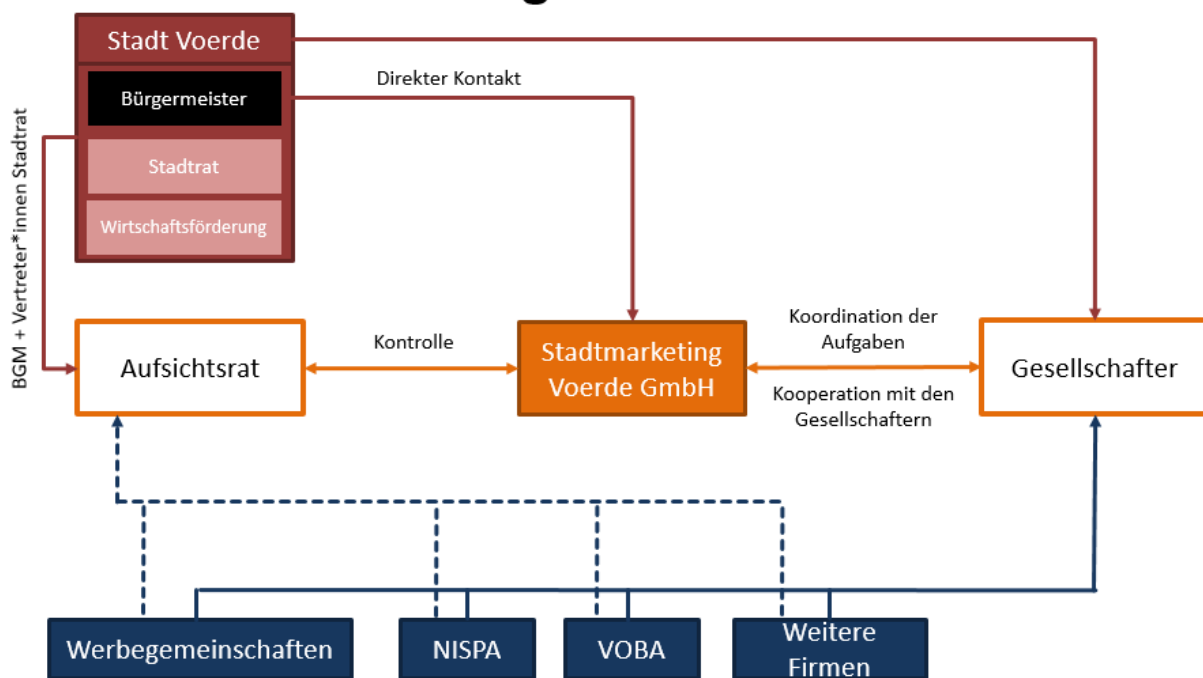 g
Stadt Voerde
Bürgermeister
Stadtrat
Wirtschaftsförderung
BGM + Vertreter*innen Stadtrat
Direkter Kontakt
Aufsichtsrat
Kontrolle
Stadtmarketing
Voerde GmbH
Koordination der
Aufgaben
Kooperation mit den
Gesellschaftern
Gesellschafter
Werbegemeinschaften
NISPA
VOBA
Weitere
Firmen